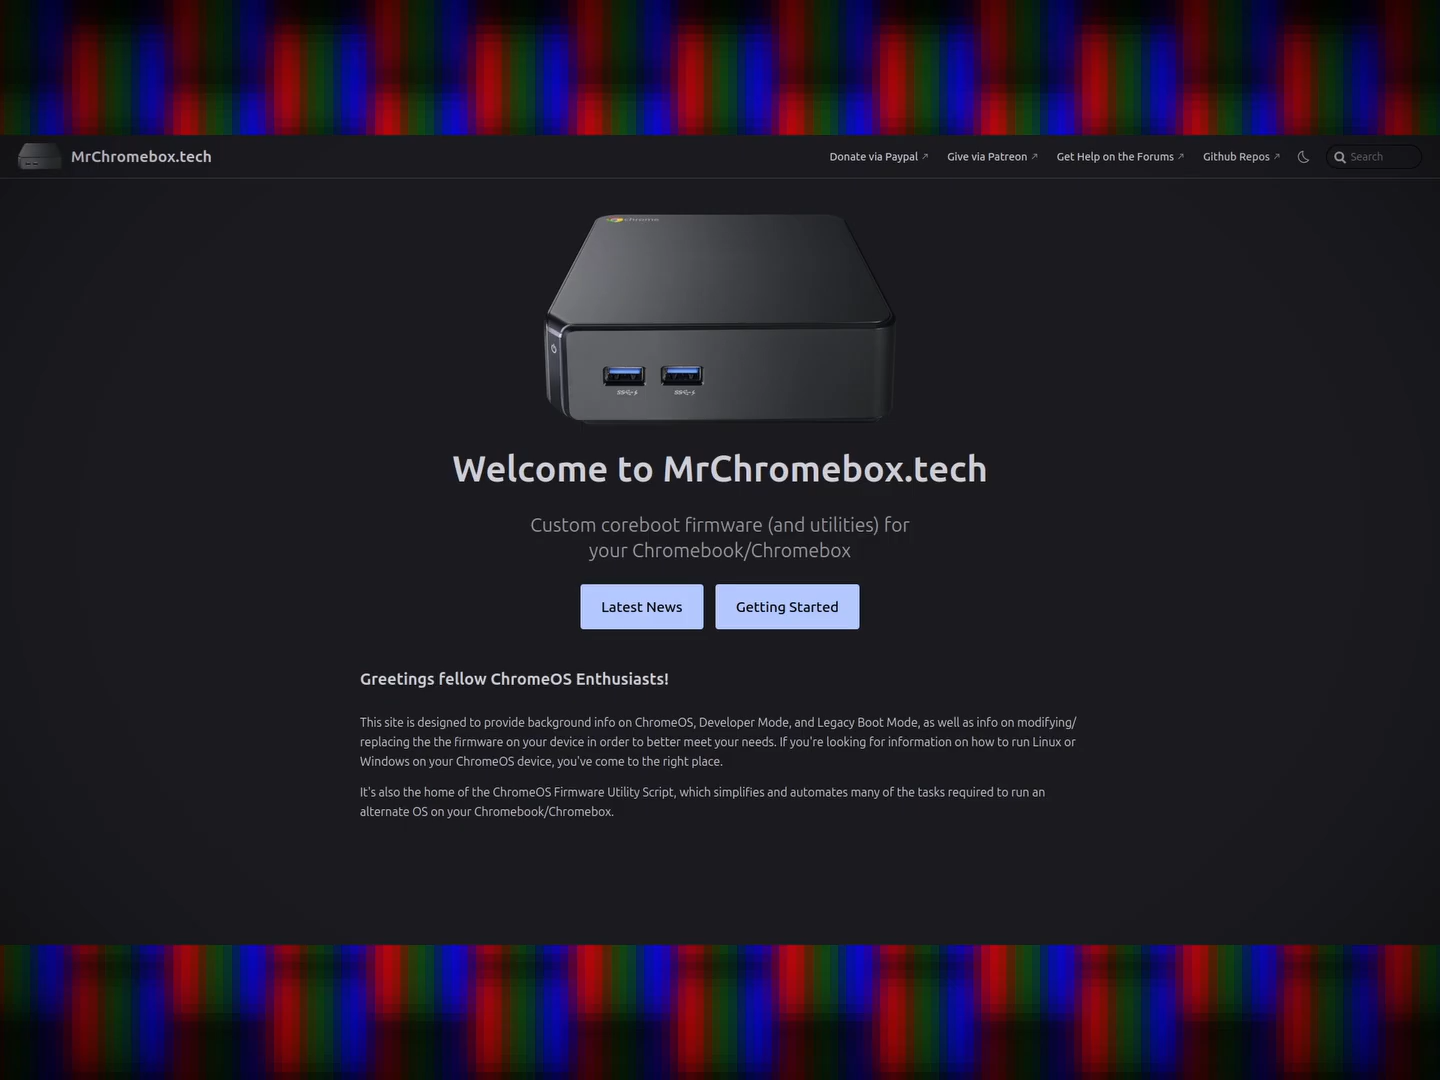 MrChromebox.tech
Donate via Paypal
Give via Patreon
Get Help on the Forums
Github Repos
Search
chrome
Welcome to MrChromebox.tech
Custom coreboot firmware (and utilities) for
your Chromebook/Chromebox
Latest News
Getting Started
Greetings fellow ChromeOS Enthusiasts!
This site is designed to provide background info on ChromeOS, Developer Mode, and Legacy Boot Mode, as well as info on modifying/
replacing the the firmware on your device in order to better meet your needs. If you're looking for information on how to run Linux or
Windows on your ChromeOS device, you've come to the right place.
It's also the home of the ChromeOS Firmware Utility Script, which simplifies and automates many of the tasks required to run an
alternate OS on your Chromebook/Chromebox.